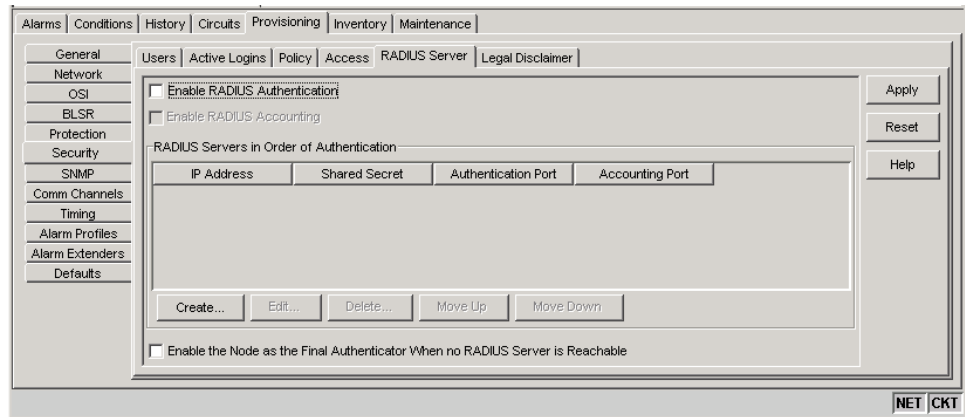 Alarms Conditions History Circuits Provisioning Inventory Maintenance
General
Network
OSI
BLSR
Protection
Security
SNMP
Comm Channels
Timing
Alarm Profiles
Alarm Extenders
Defaults
Users Active Logins Policy Access RADIUS Server Legal Disclaimer
Enable RADIUS Authentication
Enable RADIUS Accounting
RADIUS Servers in Order of Authentication
IP Address Shared Secret Authentication Port Accounting Port
Create... Edit... Delete... Move Up Move Down
Enable the Node as the Final Authenticator When no RADIUS Server is Reachable
Apply
Reset
Help
NET CKT